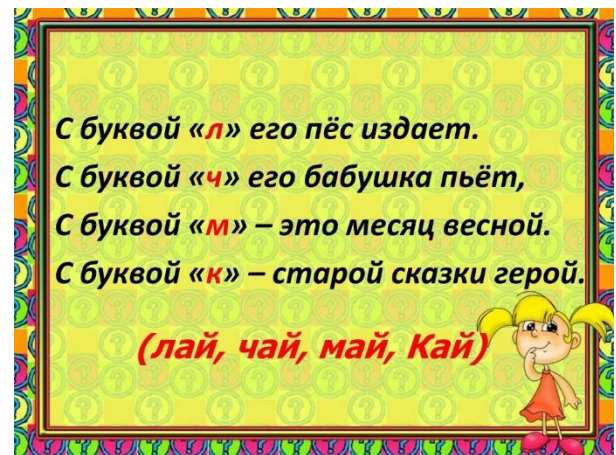 С буквой «л» его пёс издает.
С буквой «ч» его бабушка пьёт,
С буквой «м» – это месяц весной.
С буквой «к» – старой сказки герой.
(лай, чай, май, Кай)